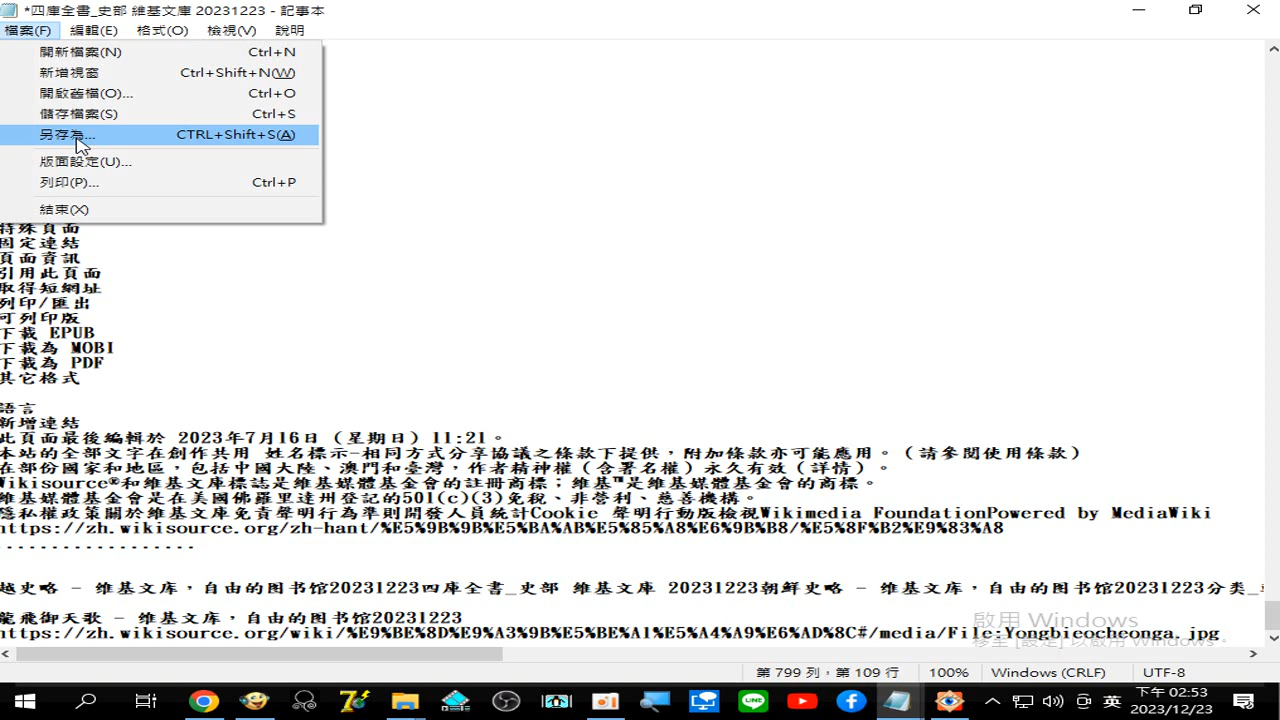 *四庫全書_史部 維基文庫 20231223 - 記事本
檔案(F) 編輯(E) 格式(O) 檢視(V) 說明
開新檔案(N) Ctrl+N
新增視窗 Ctrl+Shift+N(W)
開啟舊檔(O)... Ctrl+O
儲存檔案(S) Ctrl+S
另存為... CTRL+Shift+S(A)
版面設定(U)...
列印(P)... Ctrl+P
結束(X)
特殊頁面
固定連結
頁面資訊
引用此頁面
取得短網址
列印/匯出
可列印版
下載 EPUB
下載為 MOBI
下載為 PDF
其它格式
語言
新增連結
此頁面最後編輯於 2023年7月16日 (星期日) 11:21。
本站的全部文字在創作共用 姓名標示-相同方式分享協議之條款下提供，附加條款亦可能應用。(請參閱使用條款)
在部份國家和地區，包括中國大陸、澳門和臺灣，作者精神權（含署名權）永久有效（詳情）。
Wikisource®和維基文庫標誌是維基媒體基金會的註冊商標；維基™是維基媒體基金會的商標。
維基媒體基金會是在美國佛羅里達州登記的501(c)(3)免稅、非營利、慈善機構。
隱私權政策關於維基文庫免責聲明行為準則開發人員統計Cookie 聲明行動版檢視Wikimedia FoundationPowered by MediaWiki
https://zh.wikisource.org/zh-hant/%E5%9B%9B%E5%BA%AB%E5%85%A8%E6%9B%B8/%E5%8F%B2%E9%83%A8
..................
越史略 - 维基文库，自由的图书馆20231223四庫全書_史部 維基文庫 20231223朝鮮史略 - 维基文库，自由的图书馆20231223分类_
龍飛御天歌 - 维基文库，自由的图书馆20231223
https://zh.wikisource.org/wiki/%E9%BE%8D%E9%A3%9B%E5%BE%A1%E5%A4%A9%E6%AD%8C#/media/File:Yongbieocheonga.jpg
啟用 Windows
移至 [設定] 以啟用 Windows。
第 799 列，第 109 行 100% Windows (CRLF) UTF-8
英 下午 02:53
2023/12/23